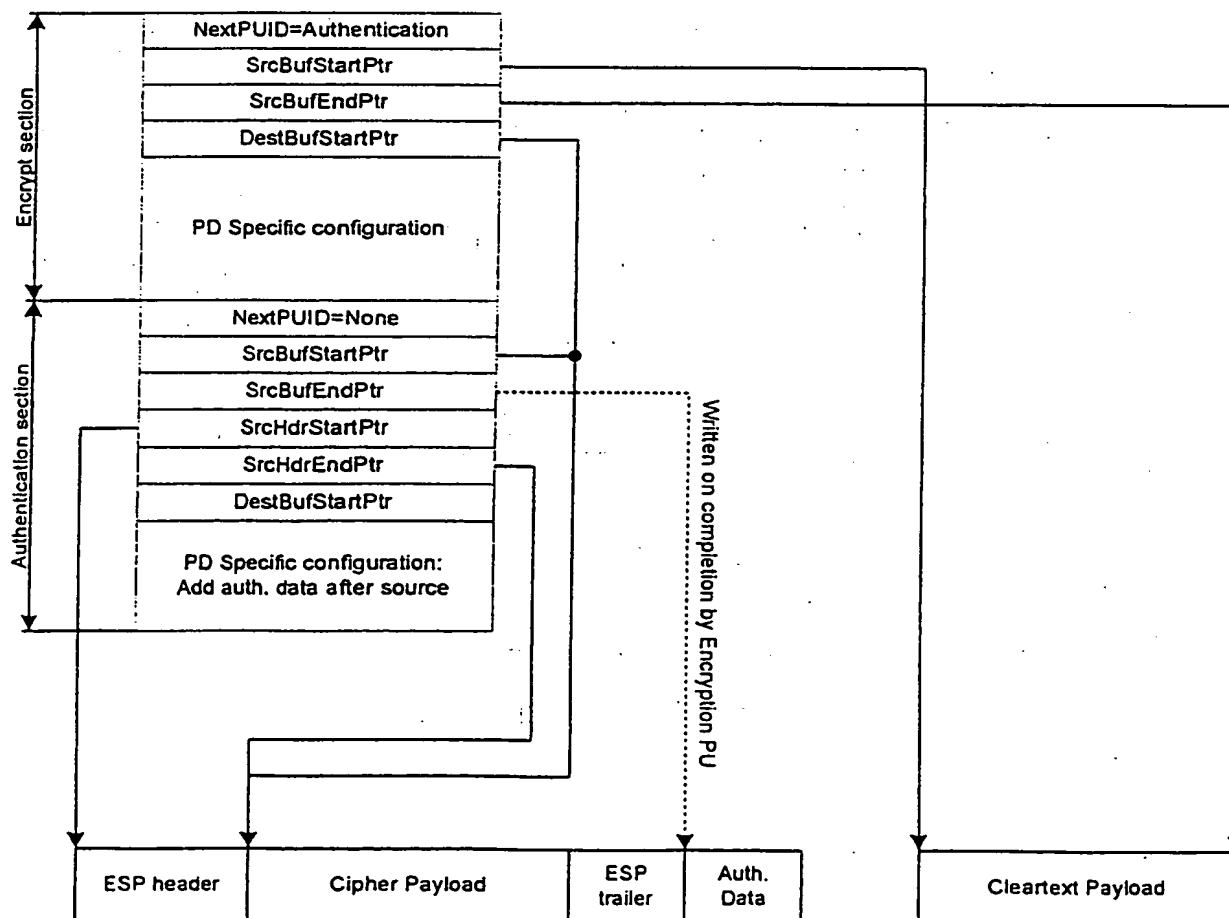 NextPUID=Authentication
SrcBufStartPtr
SrcBufEndPtr
DestBufStartPtr
PD Specific configuration
Encrypt section
NextPUID=None
SrcBufStartPtr
SrcBufEndPtr
SrcHdrStartPtr
SrcHdrEndPtr
DestBufStartPtr
PD Specific configuration:
Add auth. data after source
Authentication section
Written on completion by Encryption PU
ESP header
Cipher Payload
ESP
trailer
Auth.
Data
Cleartext Payload